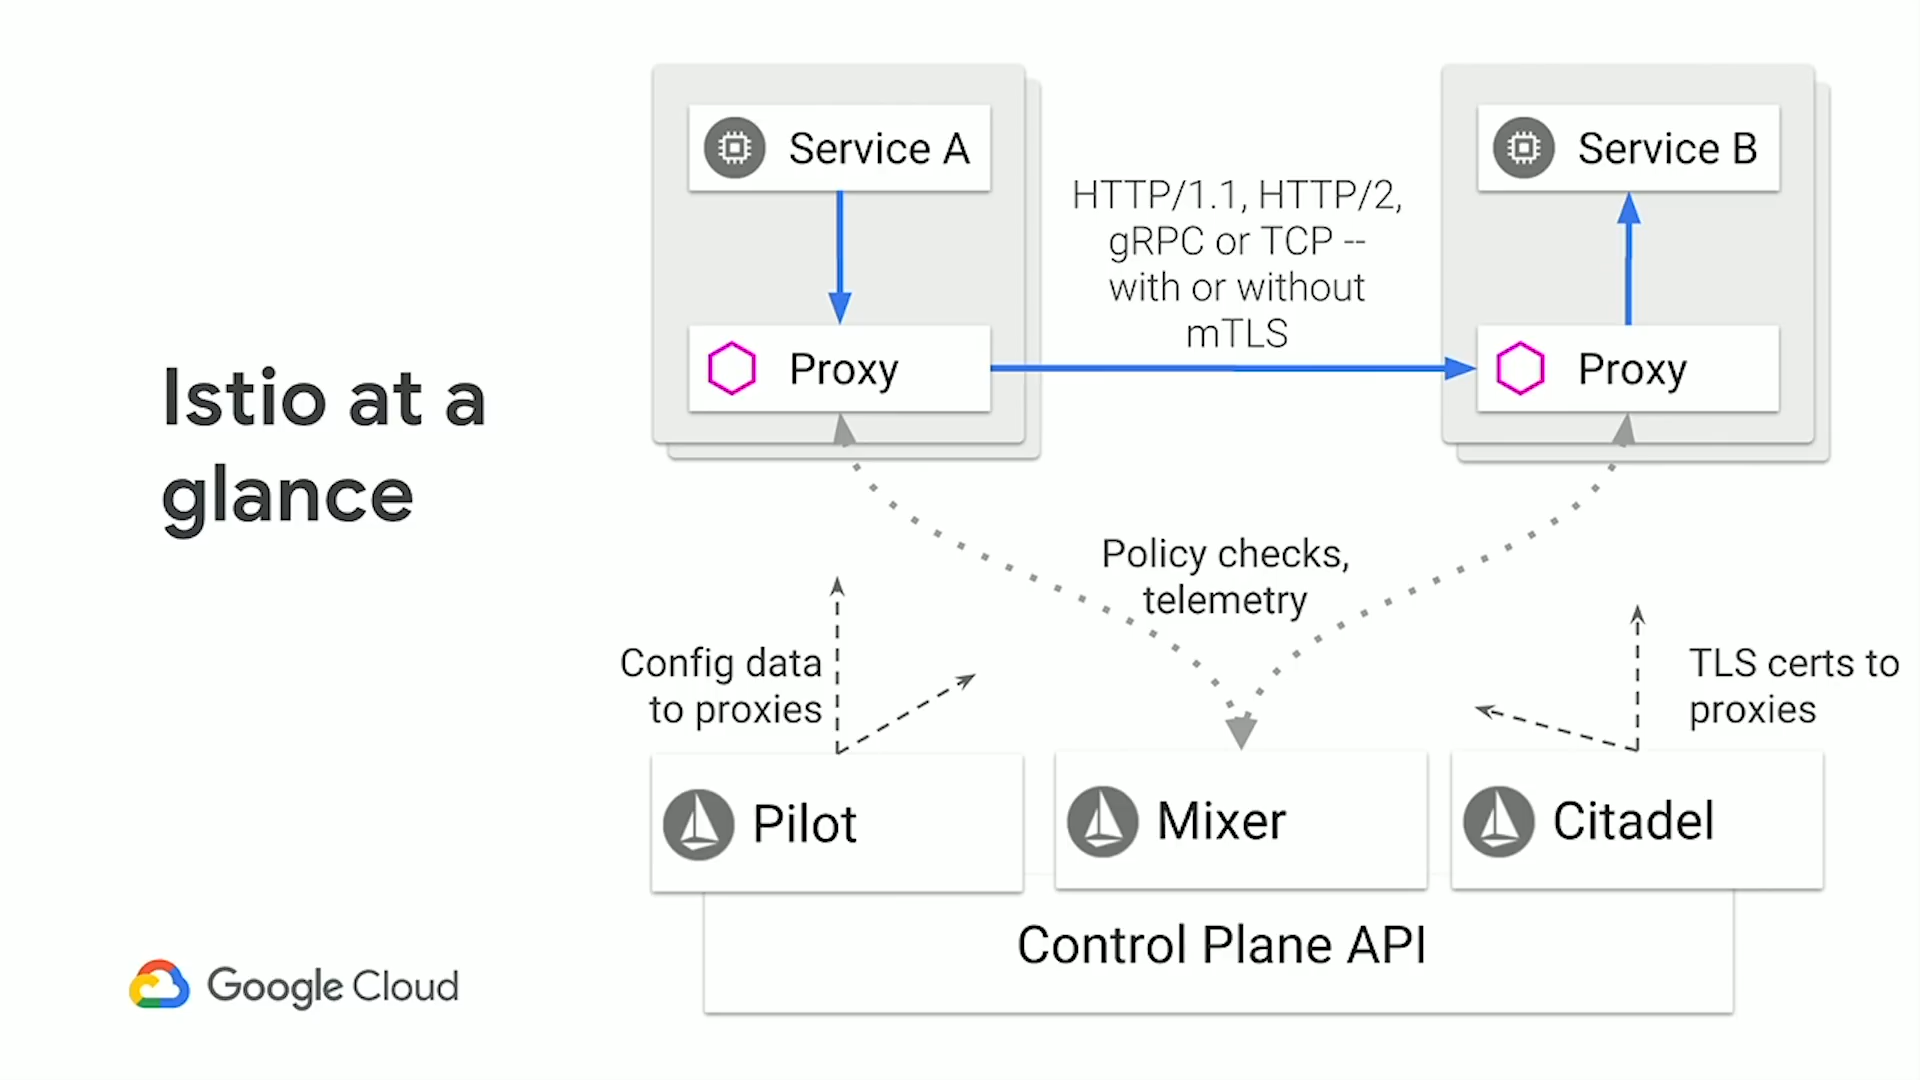 Istio at a
glance
Service A
Proxy
HTTP/1.1, HTTP/2,
gRPC or TCP --
with or without
mTLS
Service B
Proxy
Policy checks,
telemetry
Config data
to proxies
TLS certs to
proxies
Pilot
Mixer
Citadel
Control Plane API
Google Cloud